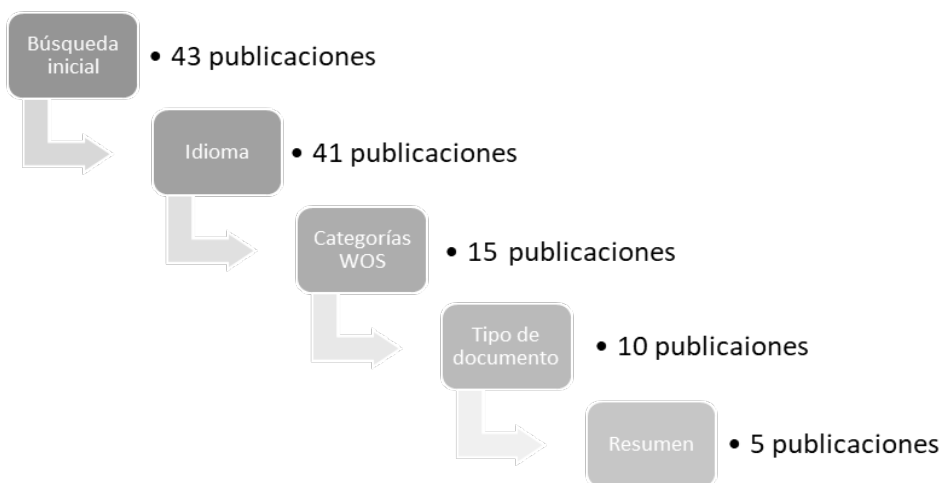 Búsqueda
inicial
• 43 publicaciones
Idioma
• 41 publicaciones
Categorías
WOS
• 15 publicaciones
Tipo de
documento
• 10 publicaiones
Resumen
• 5 publicaciones